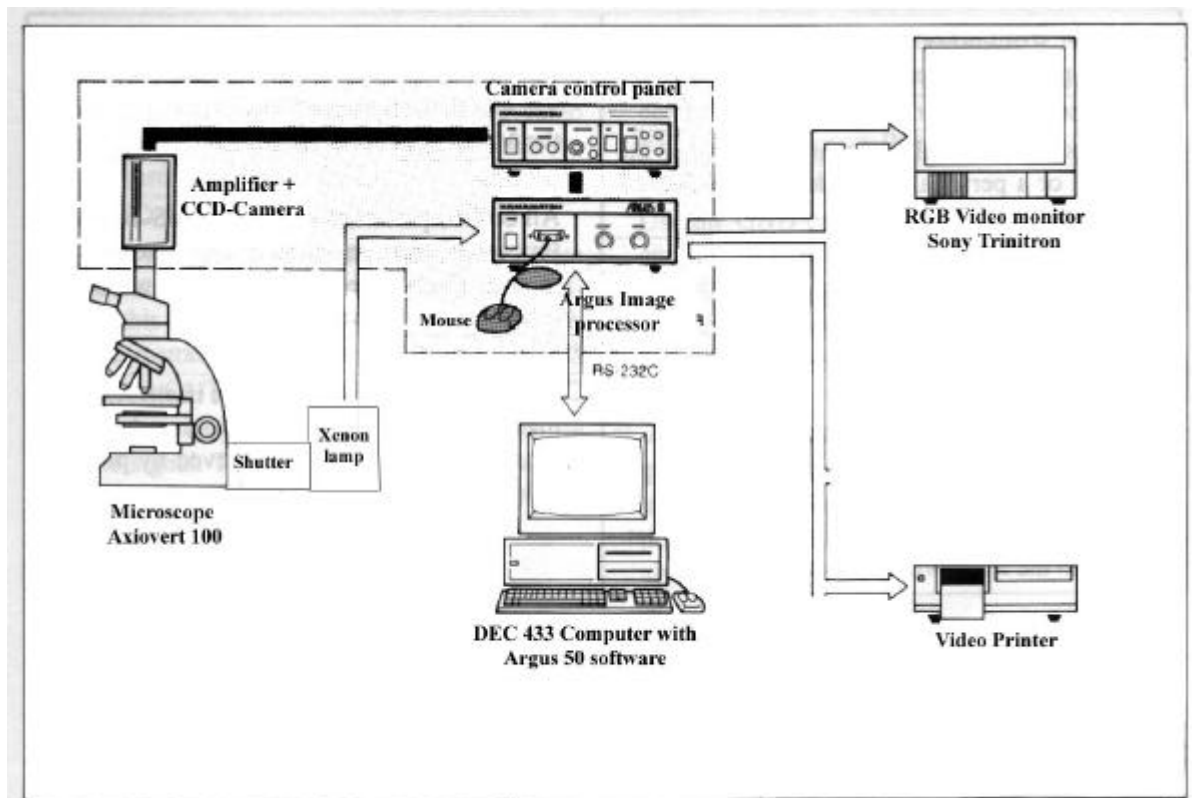 Camera control panel
Amplifier +
CCD-Camera
RGB Video monitor
Sony Trinitron
Mouse
Argus Image
processor
RS-232C
Xenon
lamp
Shutter
Microscope
Axiovert 100
DEC 433 Computer with
Argus 50 software
Video Printer